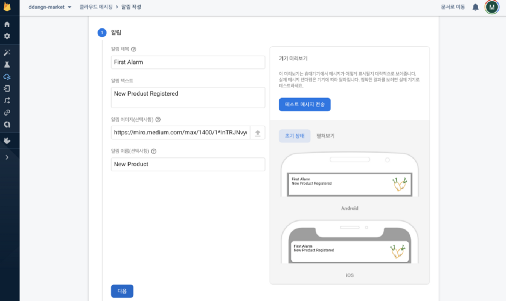 ddangn-market
클라우드 메시징 > 알림 작성
문서로 이동
M
1 알림
알림 제목
First Alarm
알림 텍스트
New Product Registered
알림 이미지(선택사항)
https://miro.medium.com/max/1400/1*InTRJNvy
알림 이름(선택사항)
New Product
다음
기기 미리보기
테스트 메시지 전송
초기 상태
펼쳐보기
First Alarm
New Product Registered
Android
First Alarm
New Product Registered
iOS